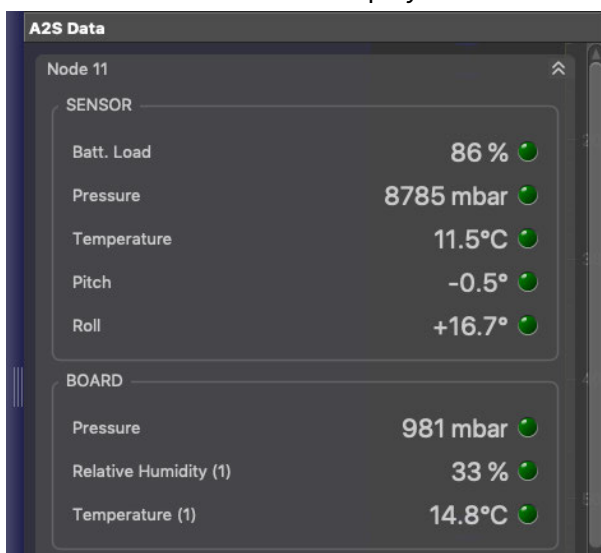 A2S Data
Node 11
SENSOR
Batt. Load 86 %
Pressure 8785 mbar
Temperature 11.5°C
Pitch -0.5°
Roll +16.7°
BOARD
Pressure 981 mbar
Relative Humidity (1) 33 %
Temperature (1) 14.8°C